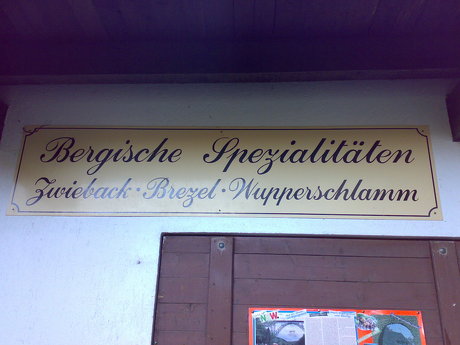 Bergische Spezialitäten
Zwieback · Brezel · Wupperschlamm